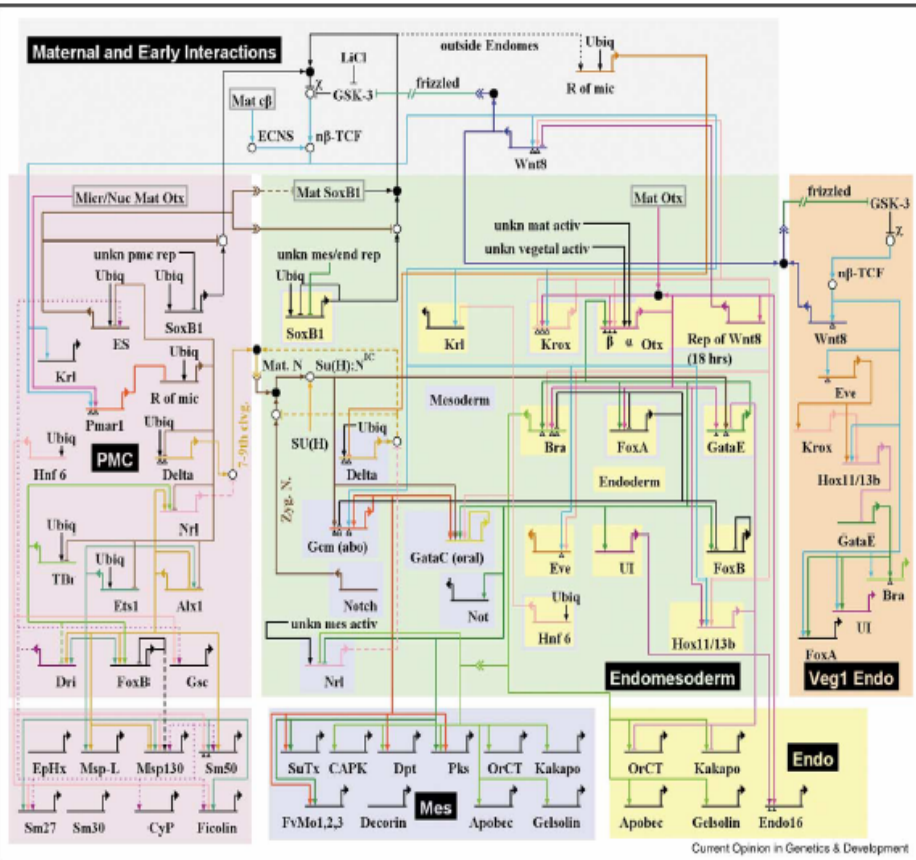 Maternal and Early Interactions
outside Endomes
Ubiq
R of mic
LiCl
χ
GSK-3
frizzled
Mat cβ
ECNS
nβ-TCF
Wnt8
Micr/Nuc Mat Otx
Mat SoxB1
Mat Otx
frizzled
GSK-3
χ
nβ-TCF
unkn mat activ
unkn vegetal activ
unkn pmc rep
Ubiq
Ubiq
unkn mes/end rep
Ubiq
SoxB1
ES
SoxB1
Krl
Krox
β α Otx
Rep of Wnt8
(18 hrs)
Wnt8
Krl
Ubiq
R of mic
Pmar1
Mat. N
Su(H):N^IC
Mesoderm
Eve
Ubiq
Hnf 6
PMC
Ubiq
Delta
7-9th clvg.
SU(H)
Ubiq
Delta
Bra
FoxA
GataE
Krox
Hox11/13b
Endoderm
Nrl
Zyg. N.
Gcm (abo)
GataC (oral)
GataE
Ubiq
TBr
Ubiq
Ets1
Alx1
Notch
Not
Eve
UI
FoxB
Bra
Ubiq
Hnf 6
UI
FoxA
unkn mes activ
Nrl
Hox11/13b
Dri
FoxB
Gsc
Endomesoderm
Veg1 Endo
EpHx
Msp-L
Msp130
Sm50
SuTx
CAPK
Dpt
Pks
OrCT
Kakapo
OrCT
Kakapo
Endo
Sm27
Sm30
CyP
Ficolin
FvMo1,2,3
Decorin
Mes
Apobec
Gelsolin
Apobec
Gelsolin
Endo16
Current Opinion in Genetics & Development